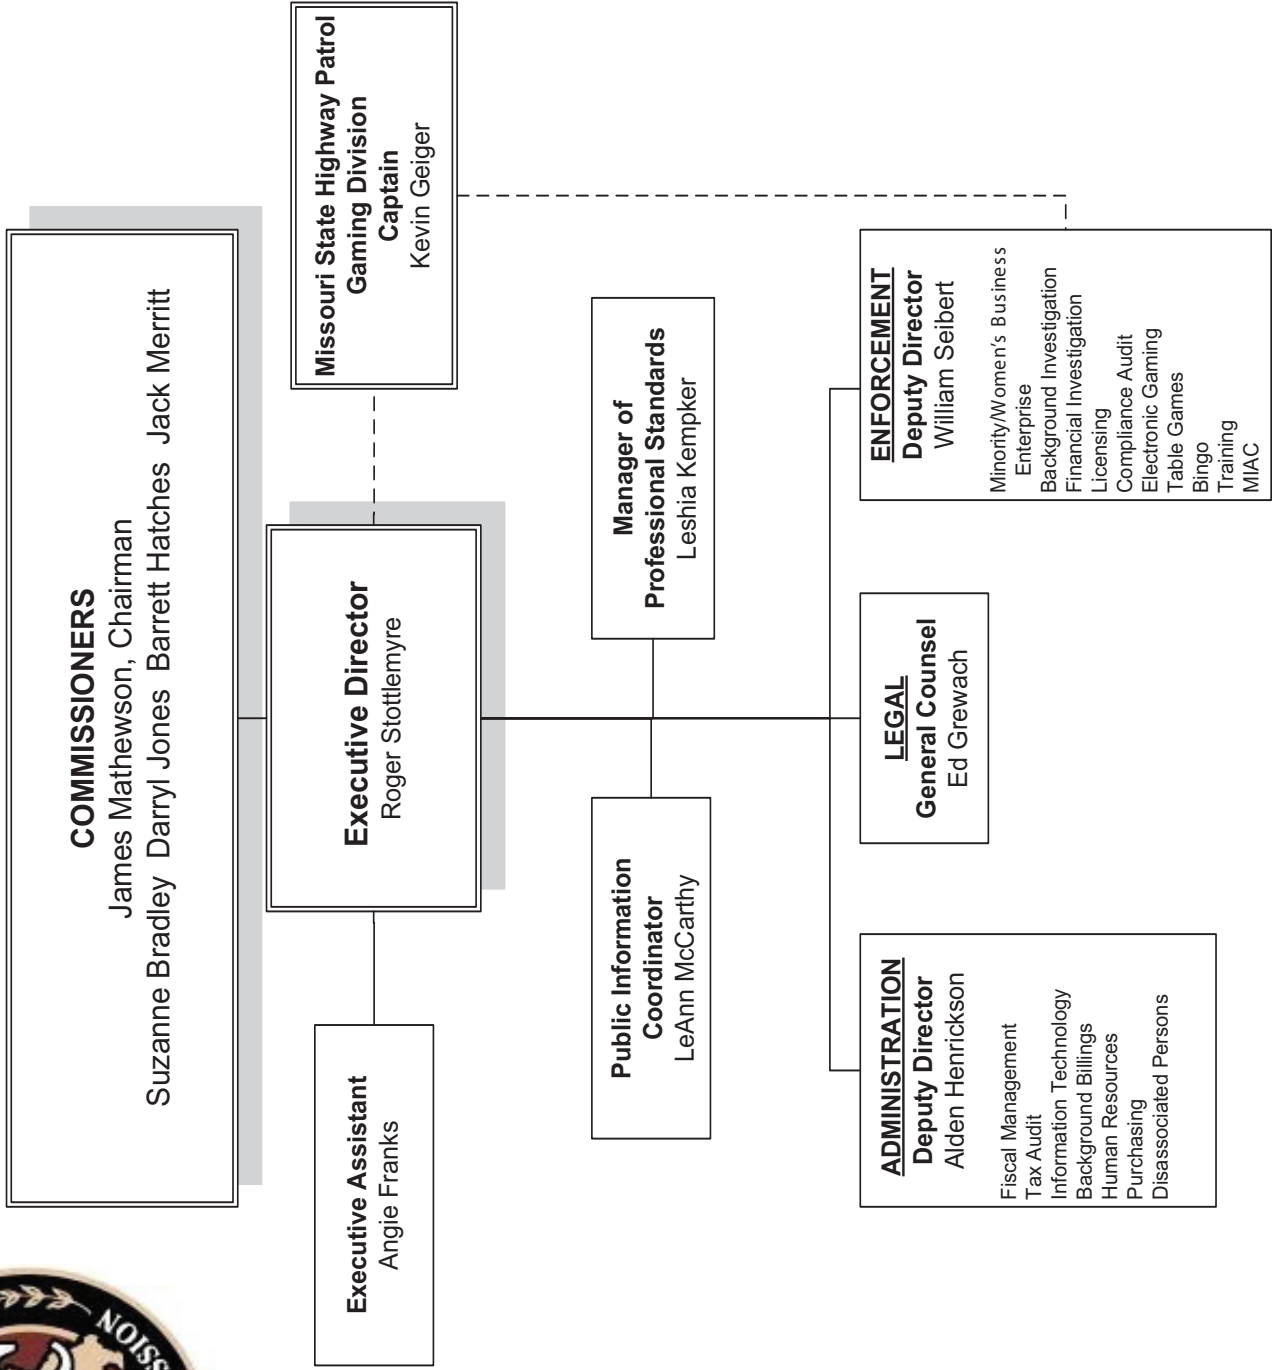 COMMISSIONERS
James Mathewson, Chairman
Suzanne Bradley Darryl Jones Barrett Hatches Jack Merritt
Executive Director
Roger Stottlemyre
Executive Assistant
Angie Franks
Missouri State Highway Patrol
Gaming Division
Captain
Kevin Geiger
Public Information
Coordinator
LeAnn McCarthy
Manager of
Professional Standards
Leshia Kempker
ADMINISTRATION
Deputy Director
Alden Henrickson
Fiscal Management
Tax Audit
Information Technology
Background Billings
Human Resources
Purchasing
Disassociated Persons
LEGAL
General Counsel
Ed Grewach
ENFORCEMENT
Deputy Director
William Seibert
Minority/Women's Business
Enterprise
Background Investigation
Financial Investigation
Licensing
Compliance Audit
Electronic Gaming
Table Games
Bingo
Training
MIAC
SSION